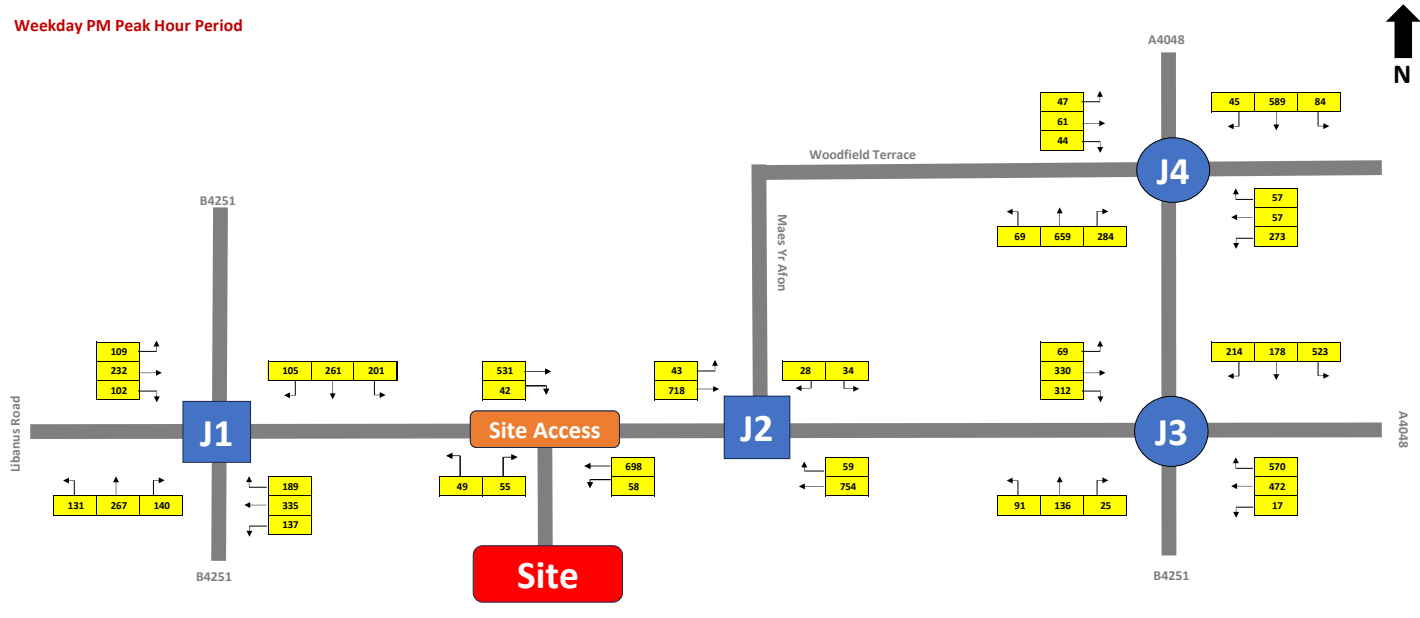 Weekday PM Peak Hour Period
A4048
N
47
61
44
45 589 84
Woodfield Terrace
J4
57
57
273
69 659 284
B4251
Maes Yr Afon
109
232
102
105 261 201
531
42
43
718
28 34
69
330
312
214 178 523
Libanus Road
J1
Site Access
J2
J3
A4048
131 267 140
189
335
137
49 55
698
58
59
754
91 136 25
570
472
17
B4251
Site
B4251